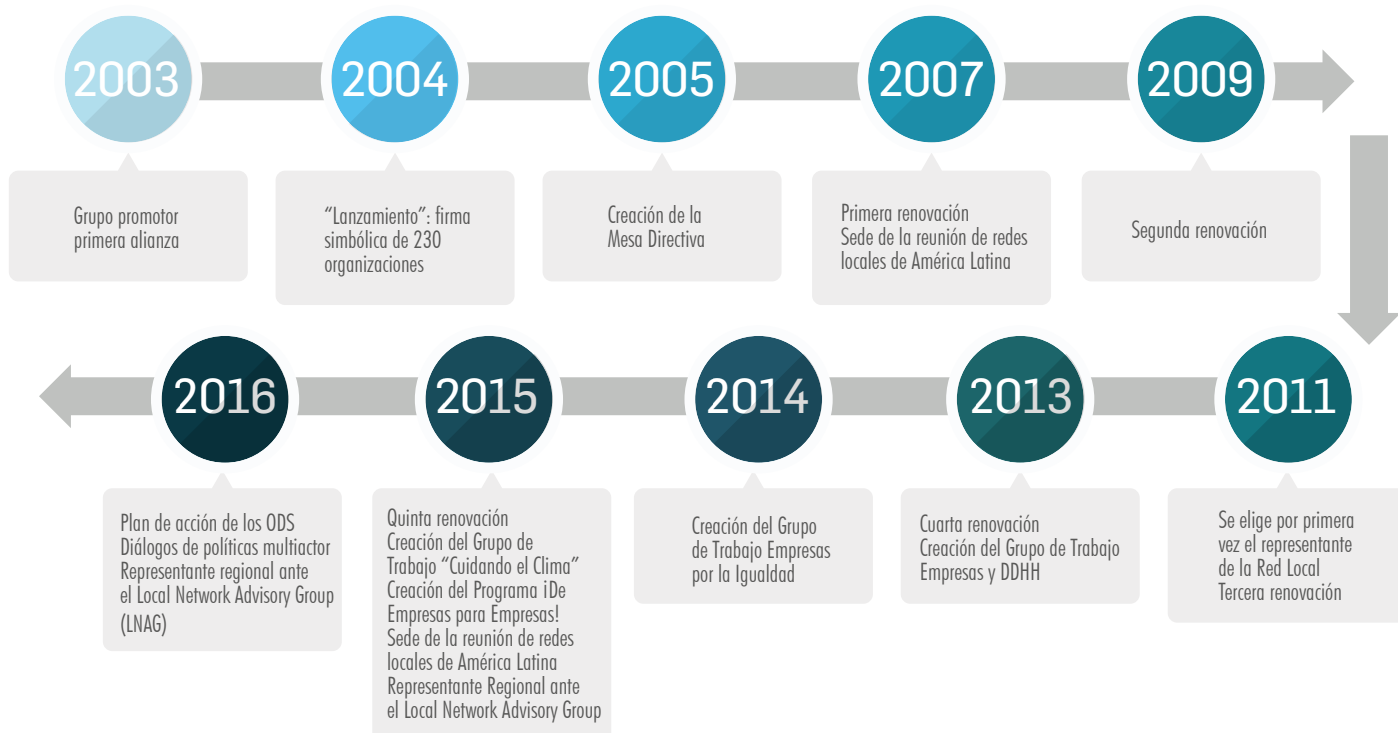 2003
2004
2005
2007
2009
Grupo promotor
primera alianza
“Lanzamiento”: firma
simbólica de 230
organizaciones
Creación de la
Mesa Directiva
Primera renovación
Sede de la reunión de redes
locales de América Latina
Segunda renovación
2016
2015
2014
2013
2011
Plan de acción de los ODS
Diálogos de políticas multiactor
Representante regional ante
el Local Network Advisory Group
(LNAG)
Quinta renovación
Creación del Grupo de
Trabajo “Cuidando el Clima”
Creación del Programa ¡De
Empresas para Empresas!
Sede de la reunión de redes
locales de América Latina
Representante Regional ante
el Local Network Advisory Group
Creación del Grupo
de Trabajo Empresas
por la Igualdad
Cuarta renovación
Creación del Grupo de Trabajo
Empresas y DDHH
Se elige por primera
vez el representante
de la Red Local
Tercera renovación